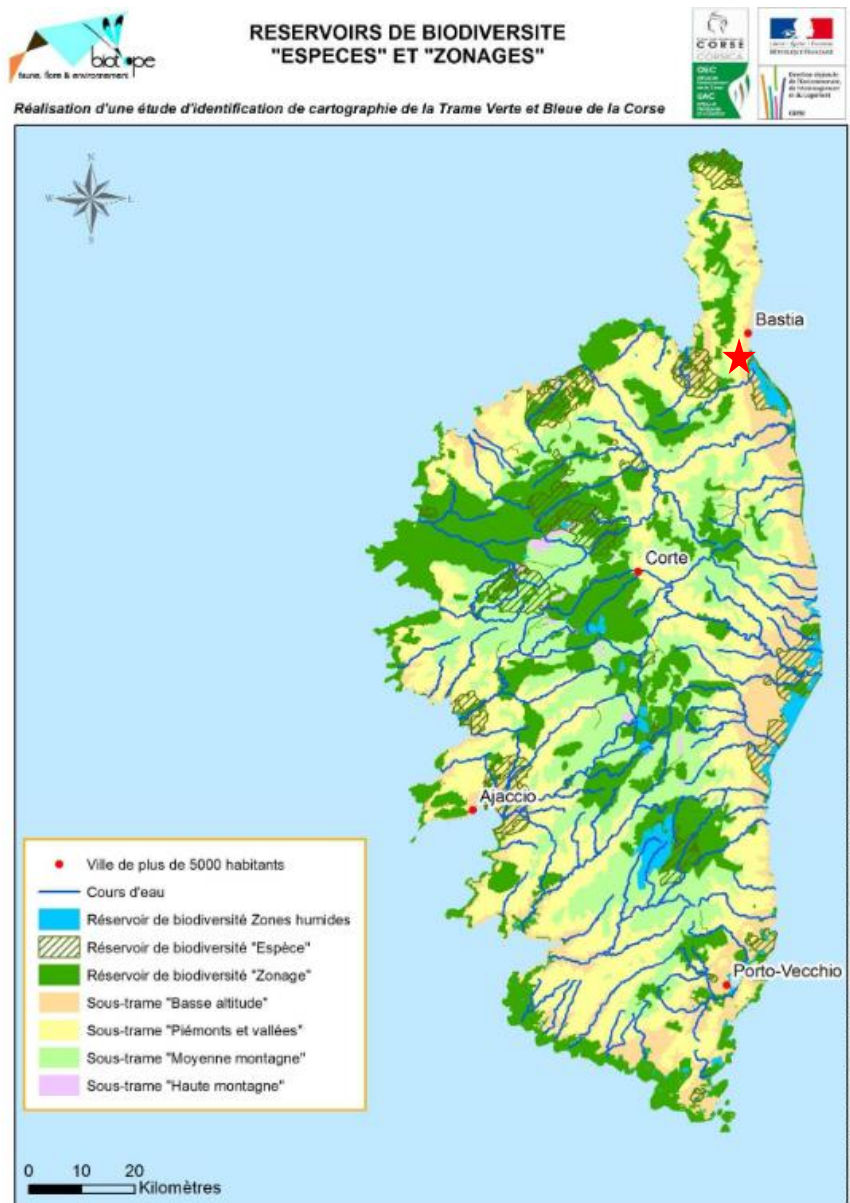 biotope
faune, flore & environnement
RESERVOIRS DE BIODIVERSITE
"ESPECES" ET "ZONAGES"
CORSE
CORSICA
OEC
Réalisation d'une étude d'identification de cartographie de la Trame Verte et Bleue de la Corse
N
W
S
Bastia
Corte
Ajaccio
Porto-Vecchio
Ville de plus de 5000 habitants
Cours d'eau
Réservoir de biodiversité Zones humides
Réservoir de biodiversité "Espèce"
Réservoir de biodiversité "Zonage"
Sous-trame "Basse altitude"
Sous-trame "Piémonts et vallées"
Sous-trame "Moyenne montagne"
Sous-trame "Haute montagne"
0 10 20
Kilomètres